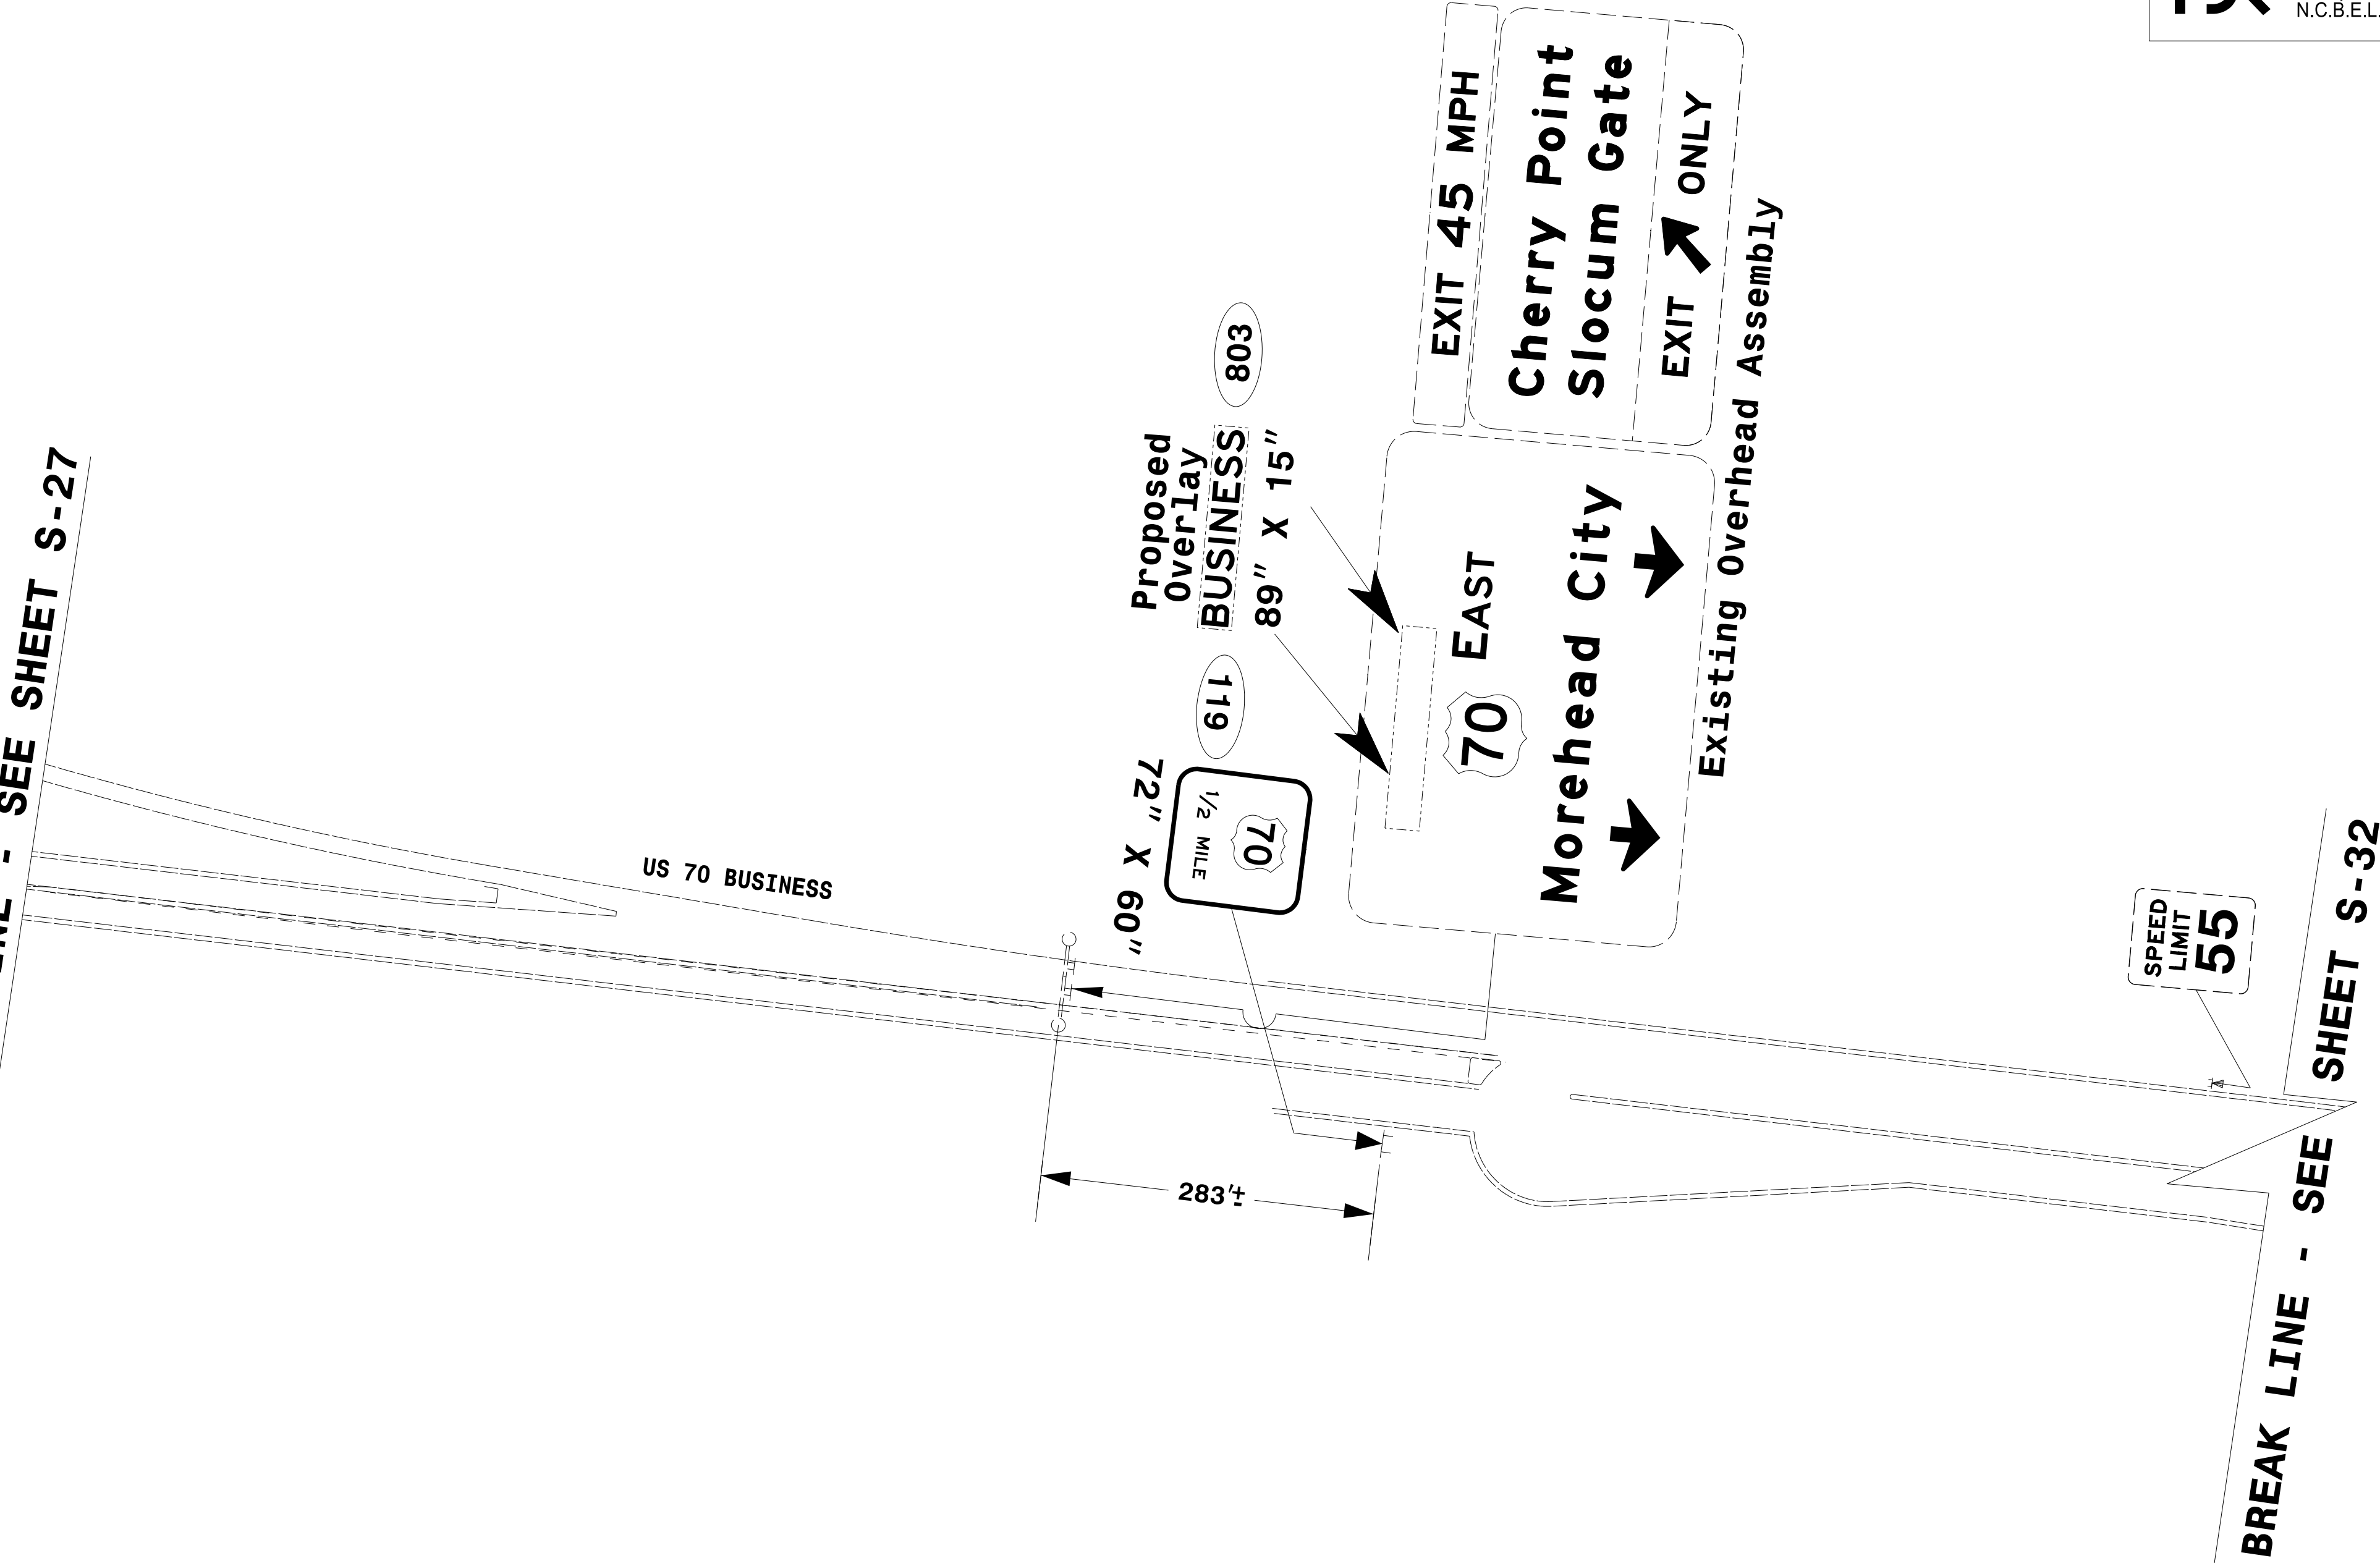 N.C.B.E.L.
SEE SHEET S-27
EXIT 45 MPH
Cherry Point
Slocum Gate
EXIT ONLY
803
Proposed
Overlay
BUSINESS
89" X 15"
119
72" X 60"
70
1/2 MILE
70 EAST
Morehead City
Existing Overhead Assembly
US 70 BUSINESS
283'±
SPEED
LIMIT
55
BREAK LINE - SEE SHEET S-32